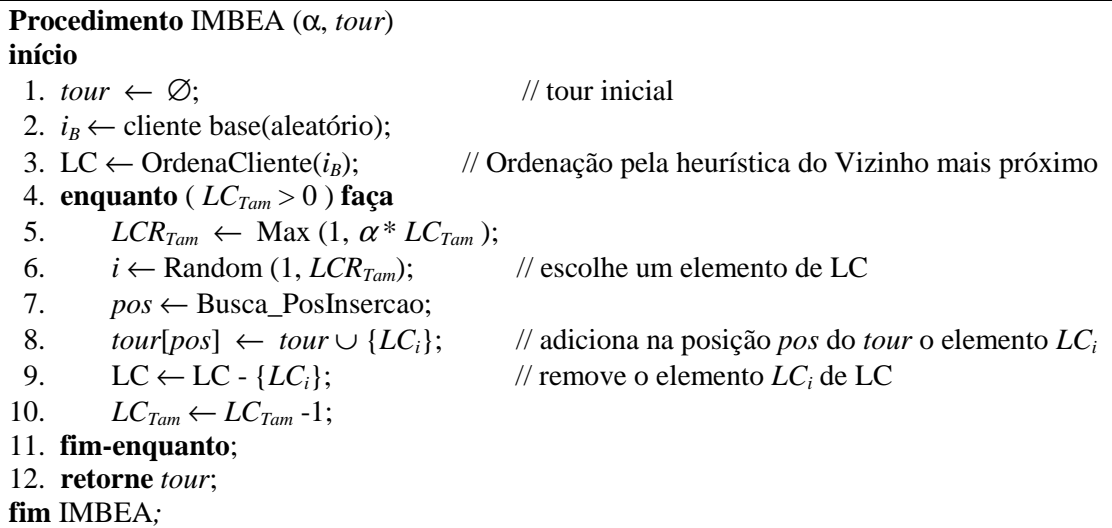 Procedimento IMBEA (α, tour)
início
1. tour ← ∅; // tour inicial
2. iB ← cliente base(aleatório);
3. LC ← OrdenaCliente(iB); // Ordenação pela heurística do Vizinho mais próximo
4. enquanto ( LCTam > 0 ) faça
5. LCRTam ← Max (1, α* LCTam );
6. i ← Random (1, LCRTam); // escolhe um elemento de LC
7. pos ← Busca_PosInsercao;
8. tour[pos] ← tour ∪ {LCi}; // adiciona na posição pos do tour o elemento LCi
9. LC ← LC - {LCi}; // remove o elemento LCi de LC
10. LCTam ← LCTam -1;
11. fim-enquanto;
12. retorne tour;
fim IMBEA;